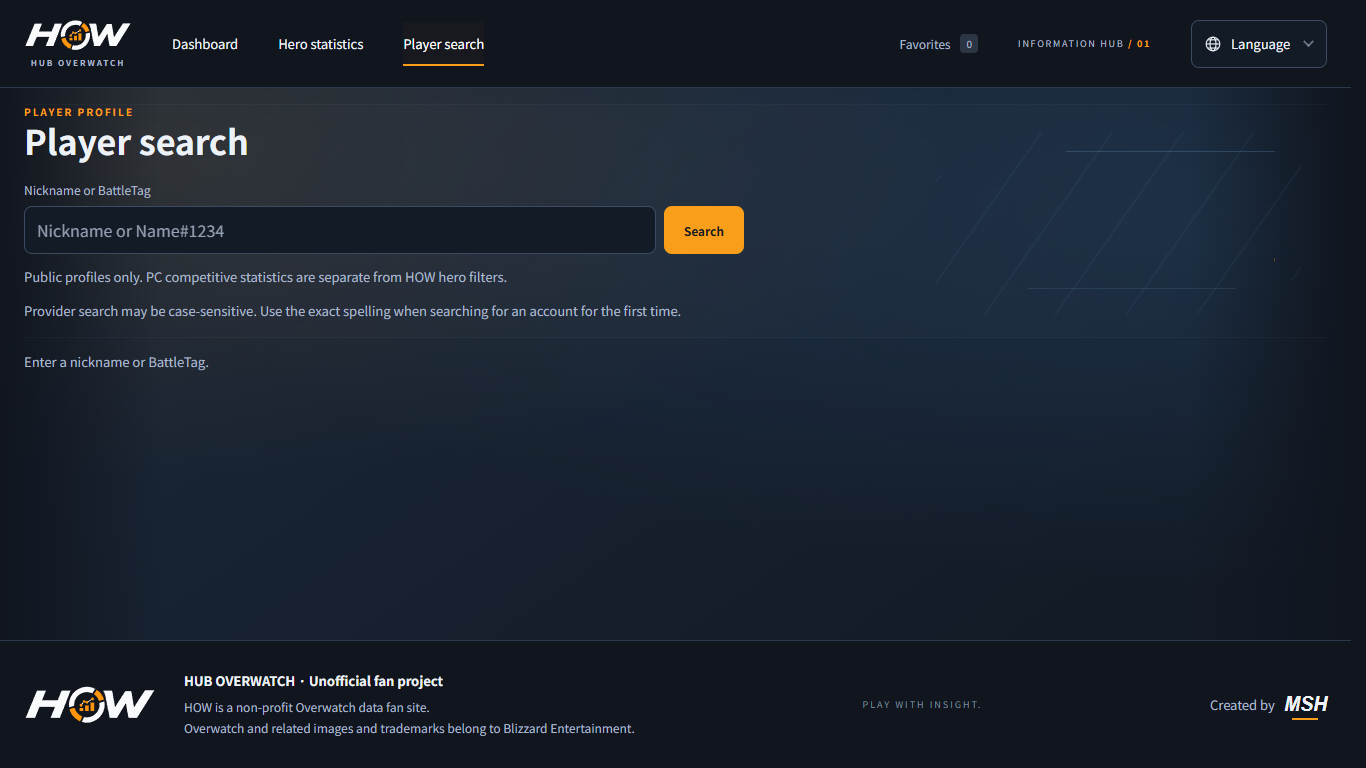 HOW
HUB OVERWATCH
Dashboard
Hero statistics
Player search
Favorites 0
INFORMATION HUB / 01
Language
PLAYER PROFILE
Player search
Nickname or BattleTag
Nickname or Name#1234
Search
Public profiles only. PC competitive statistics are separate from HOW hero filters.
Provider search may be case-sensitive. Use the exact spelling when searching for an account for the first time.
Enter a nickname or BattleTag.
HOW
HUB OVERWATCH · Unofficial fan project
HOW is a non-profit Overwatch data fan site.
Overwatch and related images and trademarks belong to Blizzard Entertainment.
PLAY WITH INSIGHT.
Created by MSH